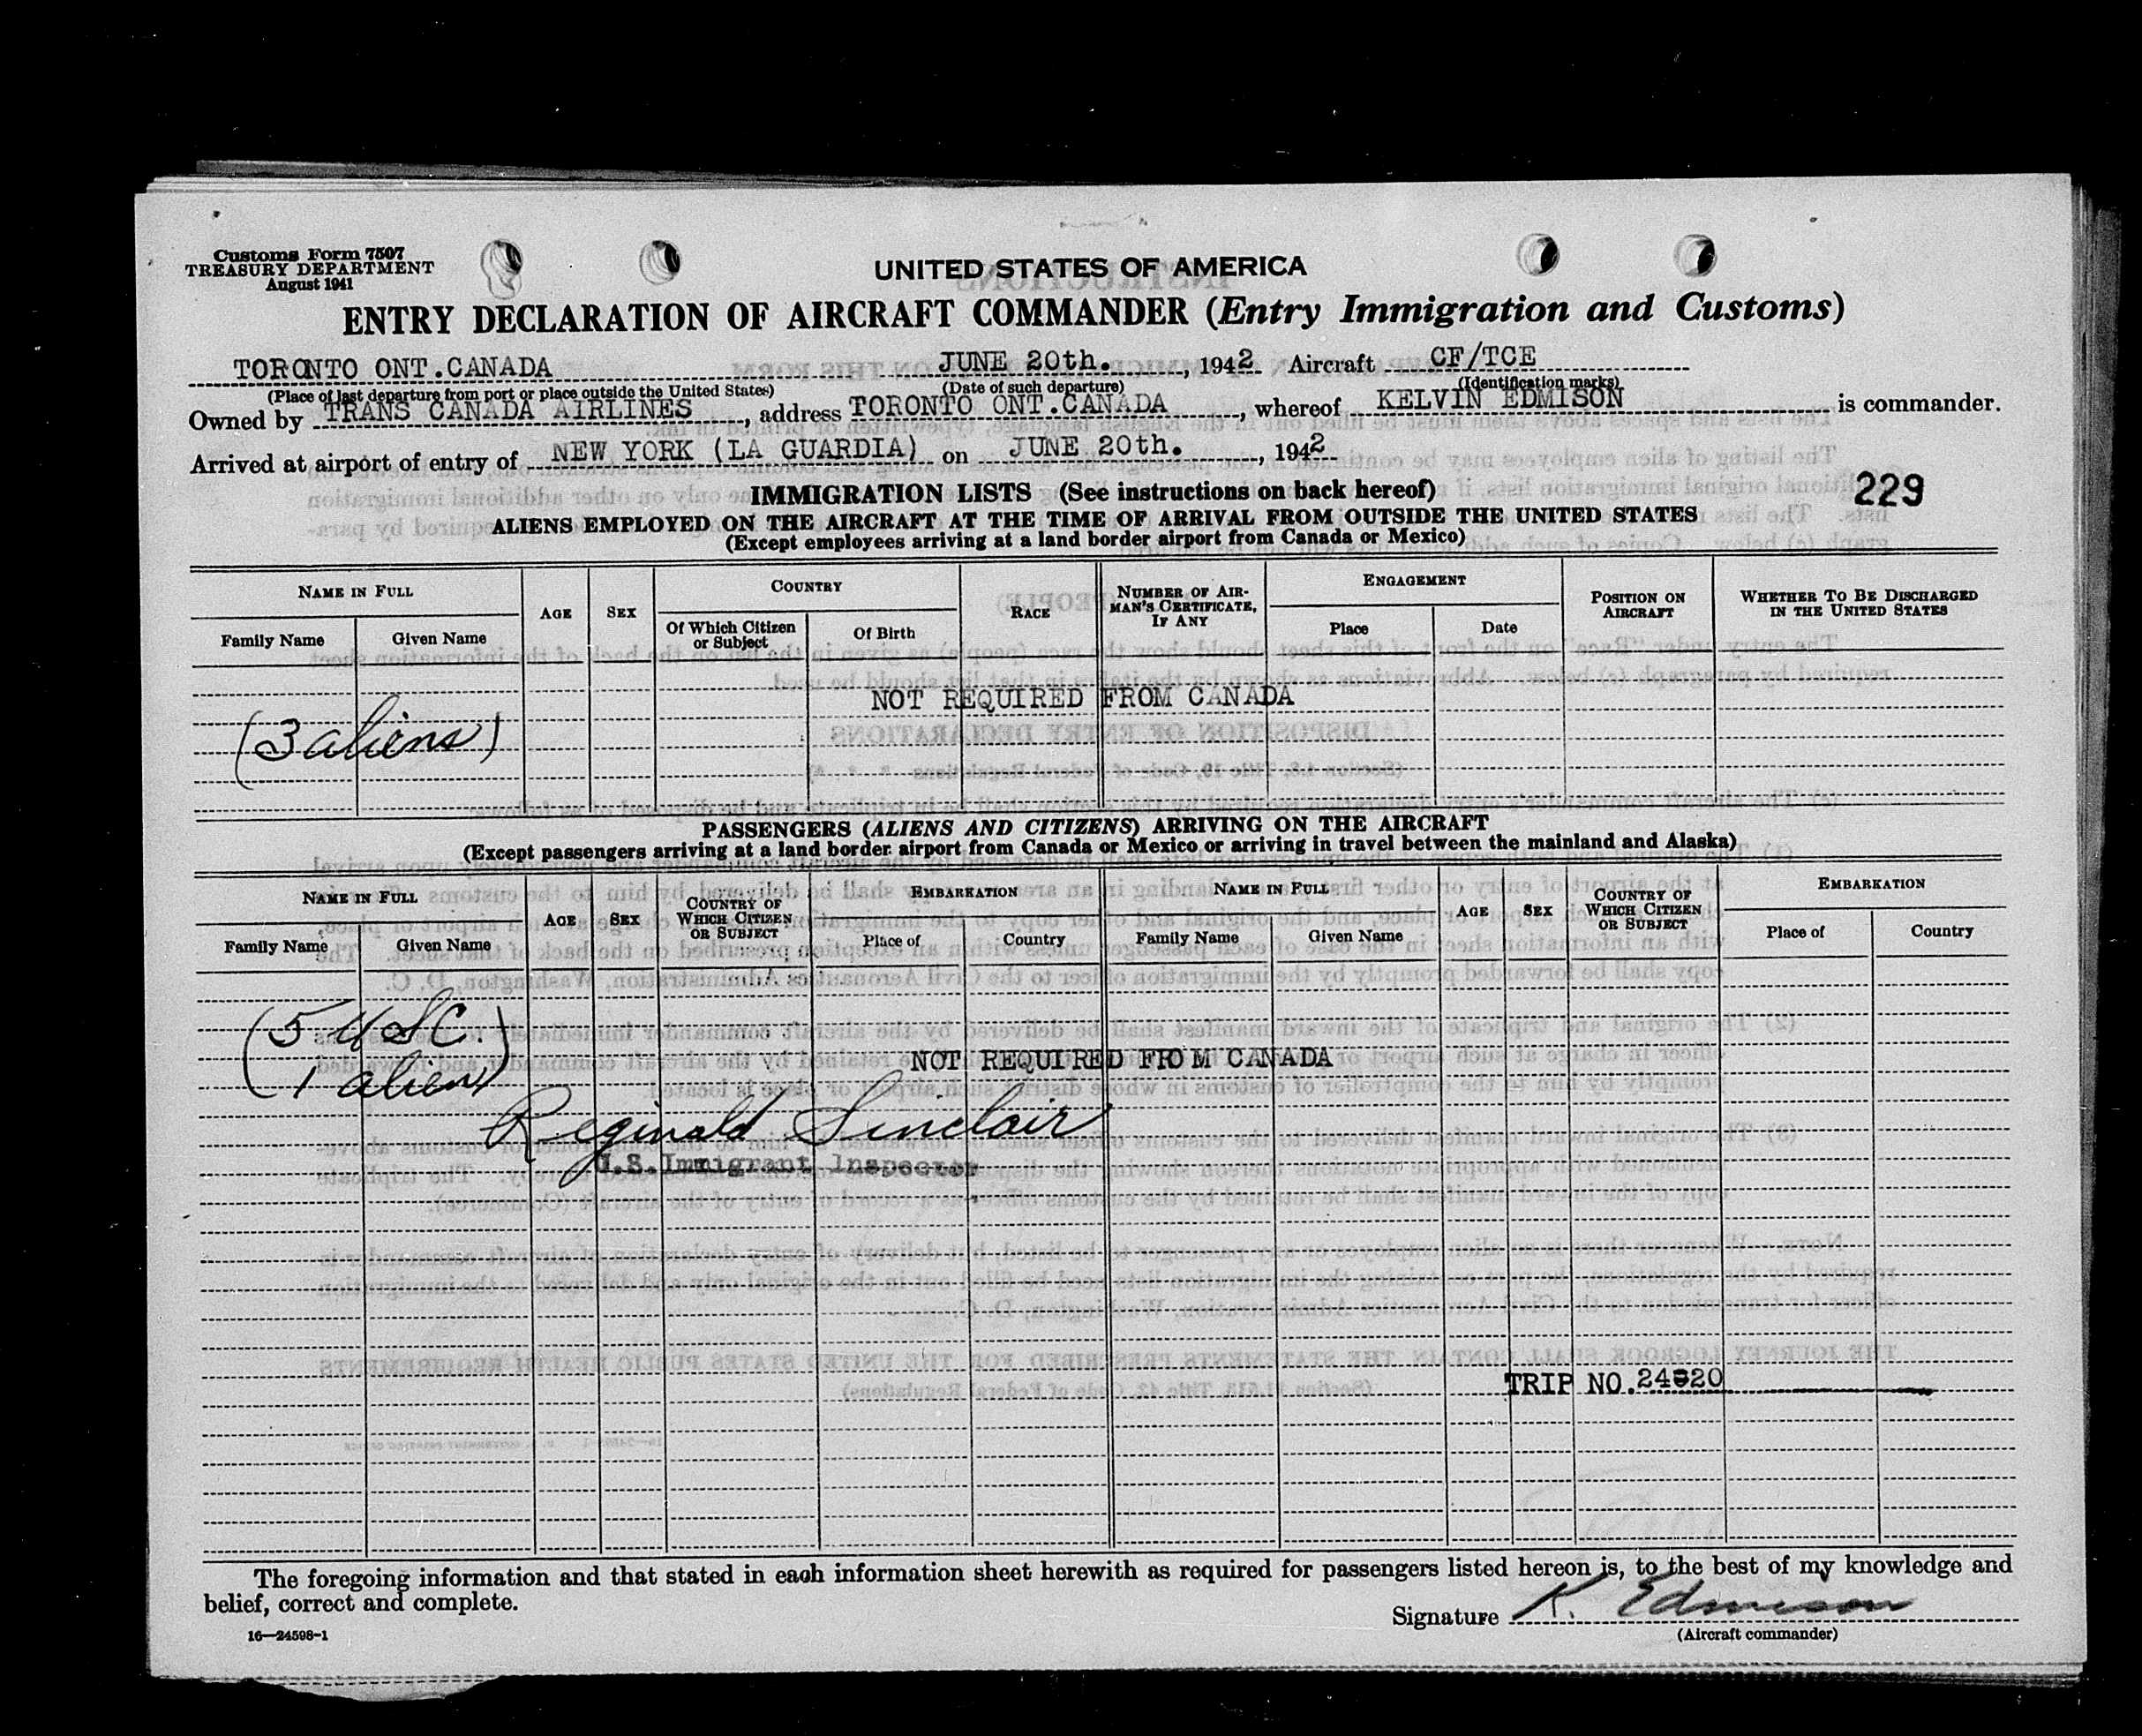 Customs Form 7507
TREASURY DEPARTMENT
August 1941
UNITED STATES OF AMERICA
ENTRY DECLARATION OF AIRCRAFT COMMANDER (Entry Immigration and Customs)
TORONTO ONT.CANADA JUNE 20th. , 1942 Aircraft CF/TCE
(Place of last departure from port or place outside the United States) (Date of such departure) (Identification marks)
Owned by TRANS CANADA AIRLINES , address TORONTO ONT.CANADA , whereof KELVIN EDMISON is commander.
Arrived at airport of entry of NEW YORK (LA GUARDIA) on JUNE 20th. , 1942
IMMIGRATION LISTS (See instructions on back hereof) 229
ALIENS EMPLOYED ON THE AIRCRAFT AT THE TIME OF ARRIVAL FROM OUTSIDE THE UNITED STATES
(Except employees arriving at a land border airport from Canada or Mexico)
NAME IN FULL
Family Name
Given Name
AGE
SEX
COUNTRY
Of Which Citizen or Subject
Of Birth
RACE
NUMBER OF AIRMAN'S CERTIFICATE, IF ANY
ENGAGEMENT
Place
Date
POSITION ON AIRCRAFT
WHETHER TO BE DISCHARGED IN THE UNITED STATES
NOT REQUIRED FROM CANADA
(3 aliens)
PASSENGERS (ALIENS AND CITIZENS) ARRIVING ON THE AIRCRAFT
(Except passengers arriving at a land border airport from Canada or Mexico or arriving in travel between the mainland and Alaska)
NAME IN FULL
Family Name
Given Name
AGE
SEX
COUNTRY OF WHICH CITIZEN OR SUBJECT
EMBARKATION
Place of
Country
NAME IN FULL
Family Name
Given Name
AGE
SEX
COUNTRY OF WHICH CITIZEN OR SUBJECT
EMBARKATION
Place of
Country
(5 USC.
1 alien)
NOT REQUIRED FROM CANADA
Reginald Sinclair
U.S. Immigrant Inspector
TRIP NO. 24320
The foregoing information and that stated in each information sheet herewith as required for passengers listed hereon is, to the best of my knowledge and
belief, correct and complete.
Signature K. Edmison
(Aircraft commander)
16—24598-1